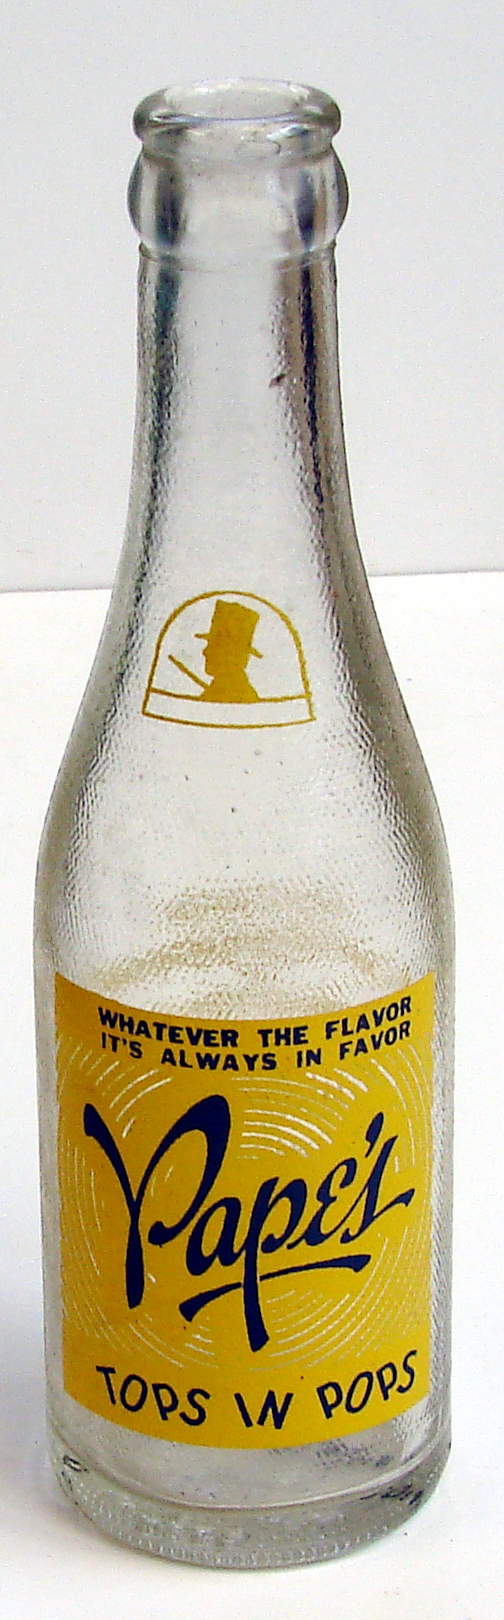 WHATEVER THE FLAVOR
IT'S ALWAYS IN FAVOR
Pape's
TOPS IN POPS